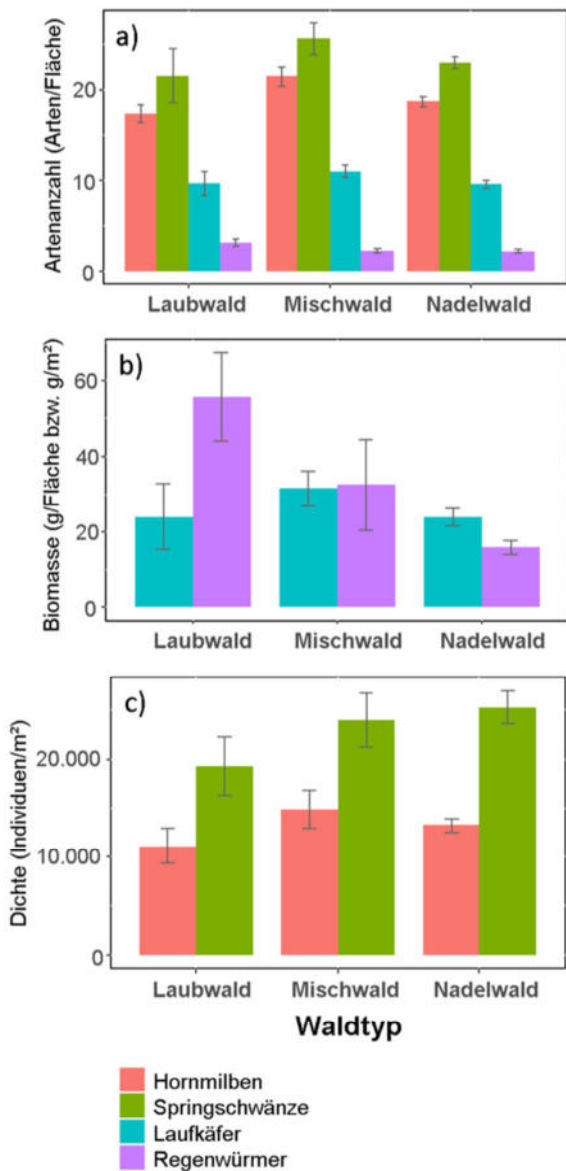 a)
Artenanzahl (Arten/Fläche)
20
10
0
Laubwald Mischwald Nadelwald
b)
Biomasse (g/Fläche bzw. g/m²)
60
40
20
0
Laubwald Mischwald Nadelwald
c)
Dichte (Individuen/m²)
20.000
10.000
0
Laubwald Mischwald Nadelwald
Waldtyp
Hornmilben
Springschwänze
Laufkäfer
Regenwürmer